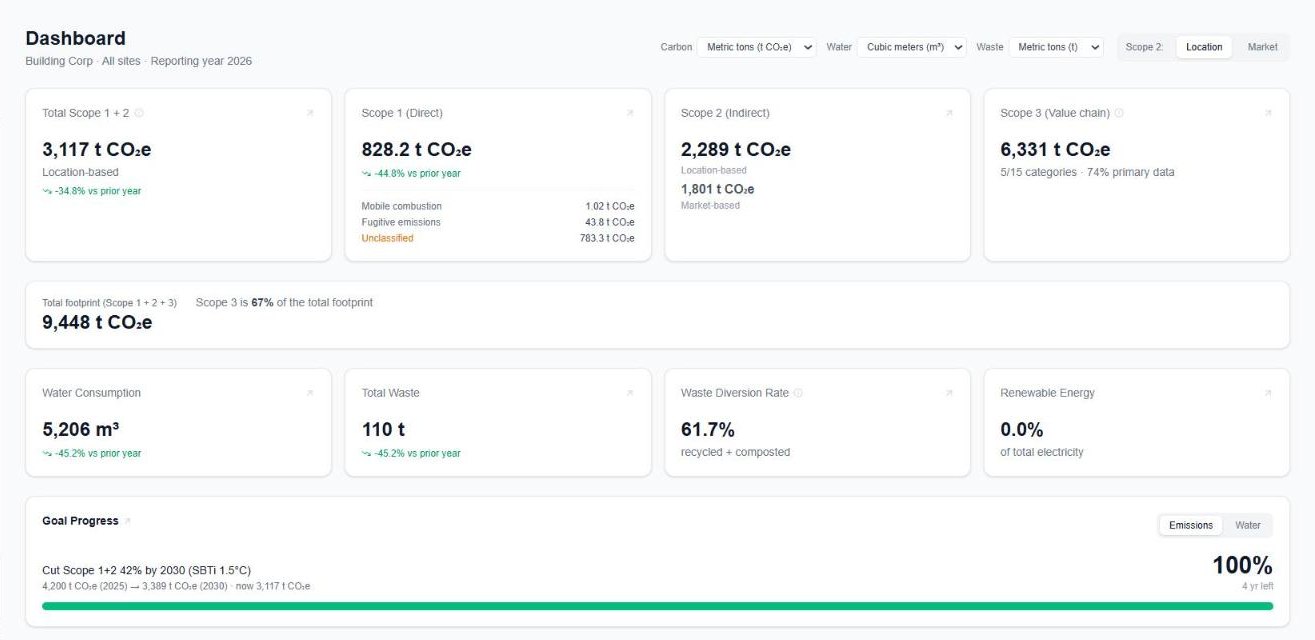 Dashboard
Building Corp · All sites · Reporting year 2026
Carbon Metric tons (t CO₂e) Water Cubic meters (m³) Waste Metric tons (t) Scope 2: Location Market
Total Scope 1 + 2
3,117 t CO₂e
Location-based
-34.8% vs prior year
Scope 1 (Direct)
828.2 t CO₂e
-44.8% vs prior year
Mobile combustion 1.02 t CO₂e
Fugitive emissions 43.8 t CO₂e
Unclassified 783.3 t CO₂e
Scope 2 (Indirect)
2,289 t CO₂e
Location-based
1,801 t CO₂e
Market-based
Scope 3 (Value chain)
6,331 t CO₂e
5/15 categories · 74% primary data
Total footprint (Scope 1 + 2 + 3) Scope 3 is 67% of the total footprint
9,448 t CO₂e
Water Consumption
5,206 m³
-45.2% vs prior year
Total Waste
110 t
-45.2% vs prior year
Waste Diversion Rate
61.7%
recycled + composted
Renewable Energy
0.0%
of total electricity
Goal Progress
Emissions Water
Cut Scope 1+2 42% by 2030 (SBTi 1.5°C)
4,200 t CO₂e (2025) → 3,389 t CO₂e (2030) · now 3,117 t CO₂e
100%
4 yr left